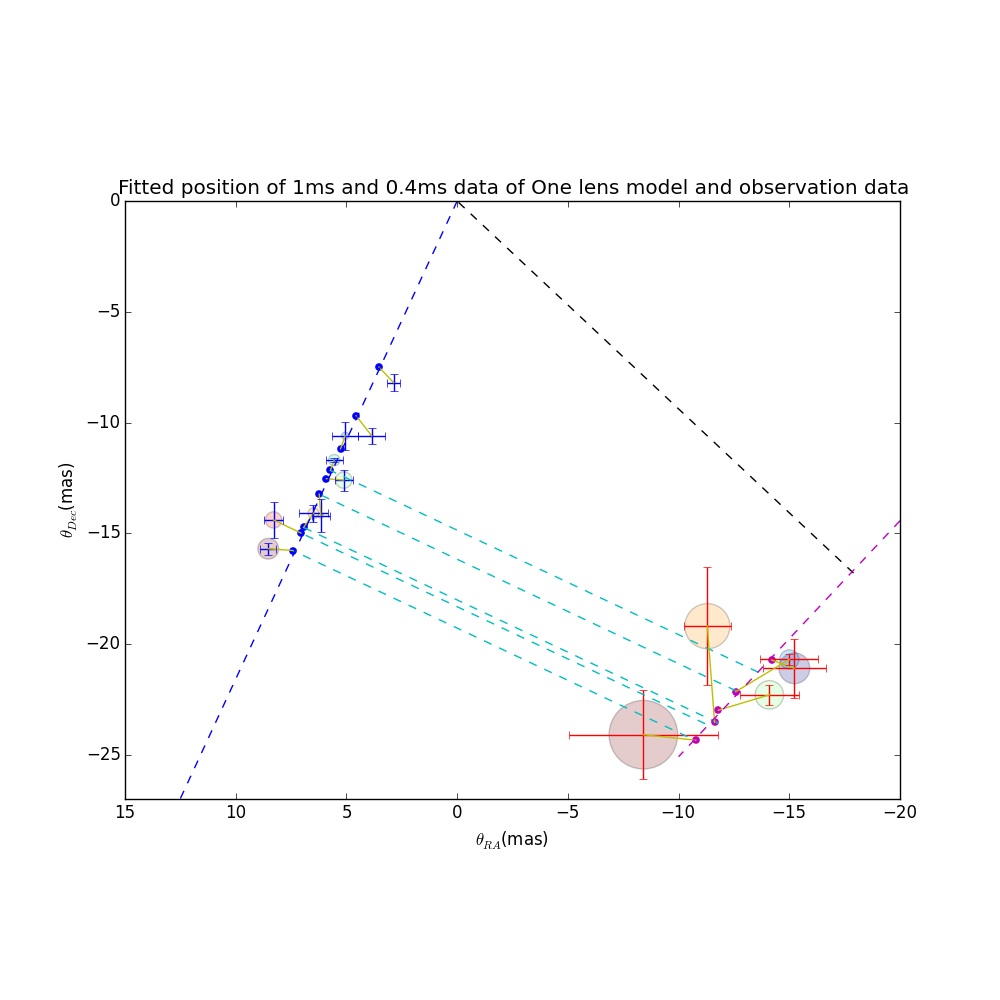 Fitted position of 1ms and 0.4ms data of One lens model and observation data
0
−5
−10
−15
−20
−25
θ_Dec(mas)
15 10 5 0 −5 −10 −15 −20
θ_RA(mas)